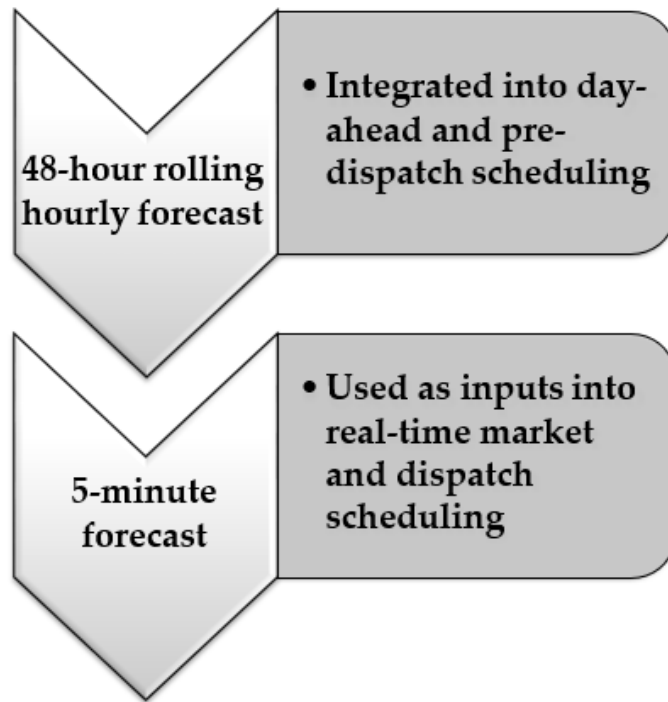 48-hour rolling
hourly forecast
• Integrated into day-
ahead and pre-
dispatch scheduling
5-minute
forecast
• Used as inputs into
real-time market
and dispatch
scheduling